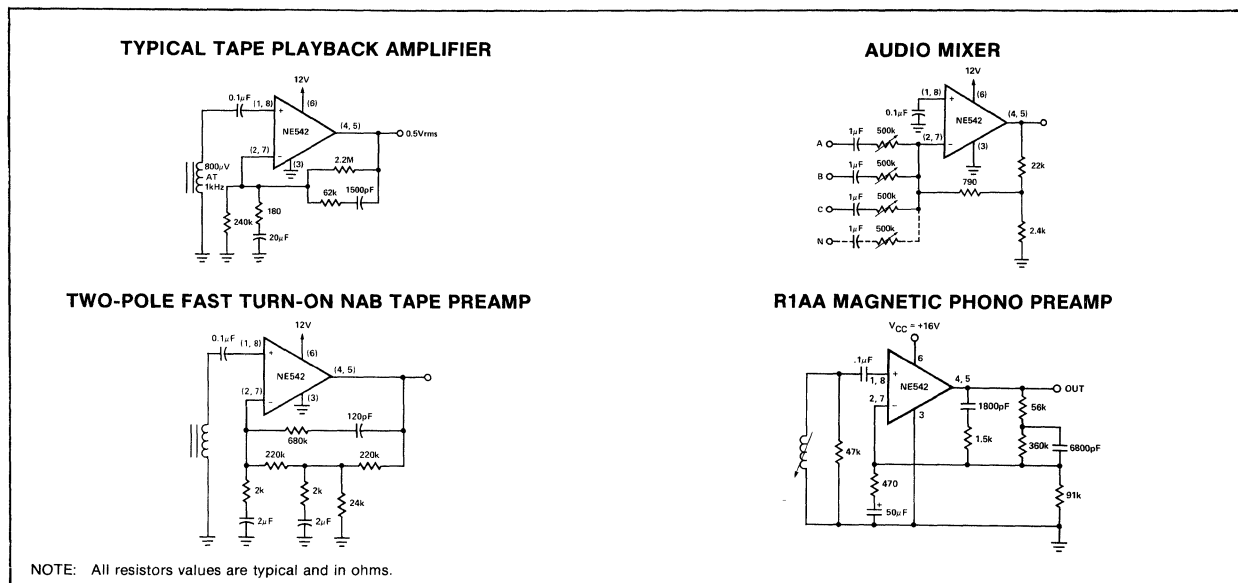 TYPICAL TAPE PLAYBACK AMPLIFIER
12V
0.1µF
(1, 8)
+
(6)
NE542
(4, 5)
0.5Vrms
(2, 7)
−
(3)
800µV
AT
1kHz
2.2M
62k
1500pF
240k
180
20µF
AUDIO MIXER
12V
(1, 8)
+
(6)
0.1µF
NE542
(4, 5)
(2, 7)
−
(3)
A
1µF
500k
B
1µF
500k
C
1µF
500k
N
1µF
500k
790
22k
2.4k
TWO-POLE FAST TURN-ON NAB TAPE PREAMP
12V
0.1µF
(1, 8)
+
(6)
NE542
(4, 5)
(2, 7)
−
(3)
120pF
680k
220k
220k
2k
2k
24k
2µF
2µF
R1AA MAGNETIC PHONO PREAMP
VCC = +16V
.1µF
1, 8
+
6
NE542
4, 5
OUT
2, 7
−
3
1800pF
56k
1.5k
360k
6800pF
47k
470
+
50µF
91k
NOTE: All resistors values are typical and in ohms.